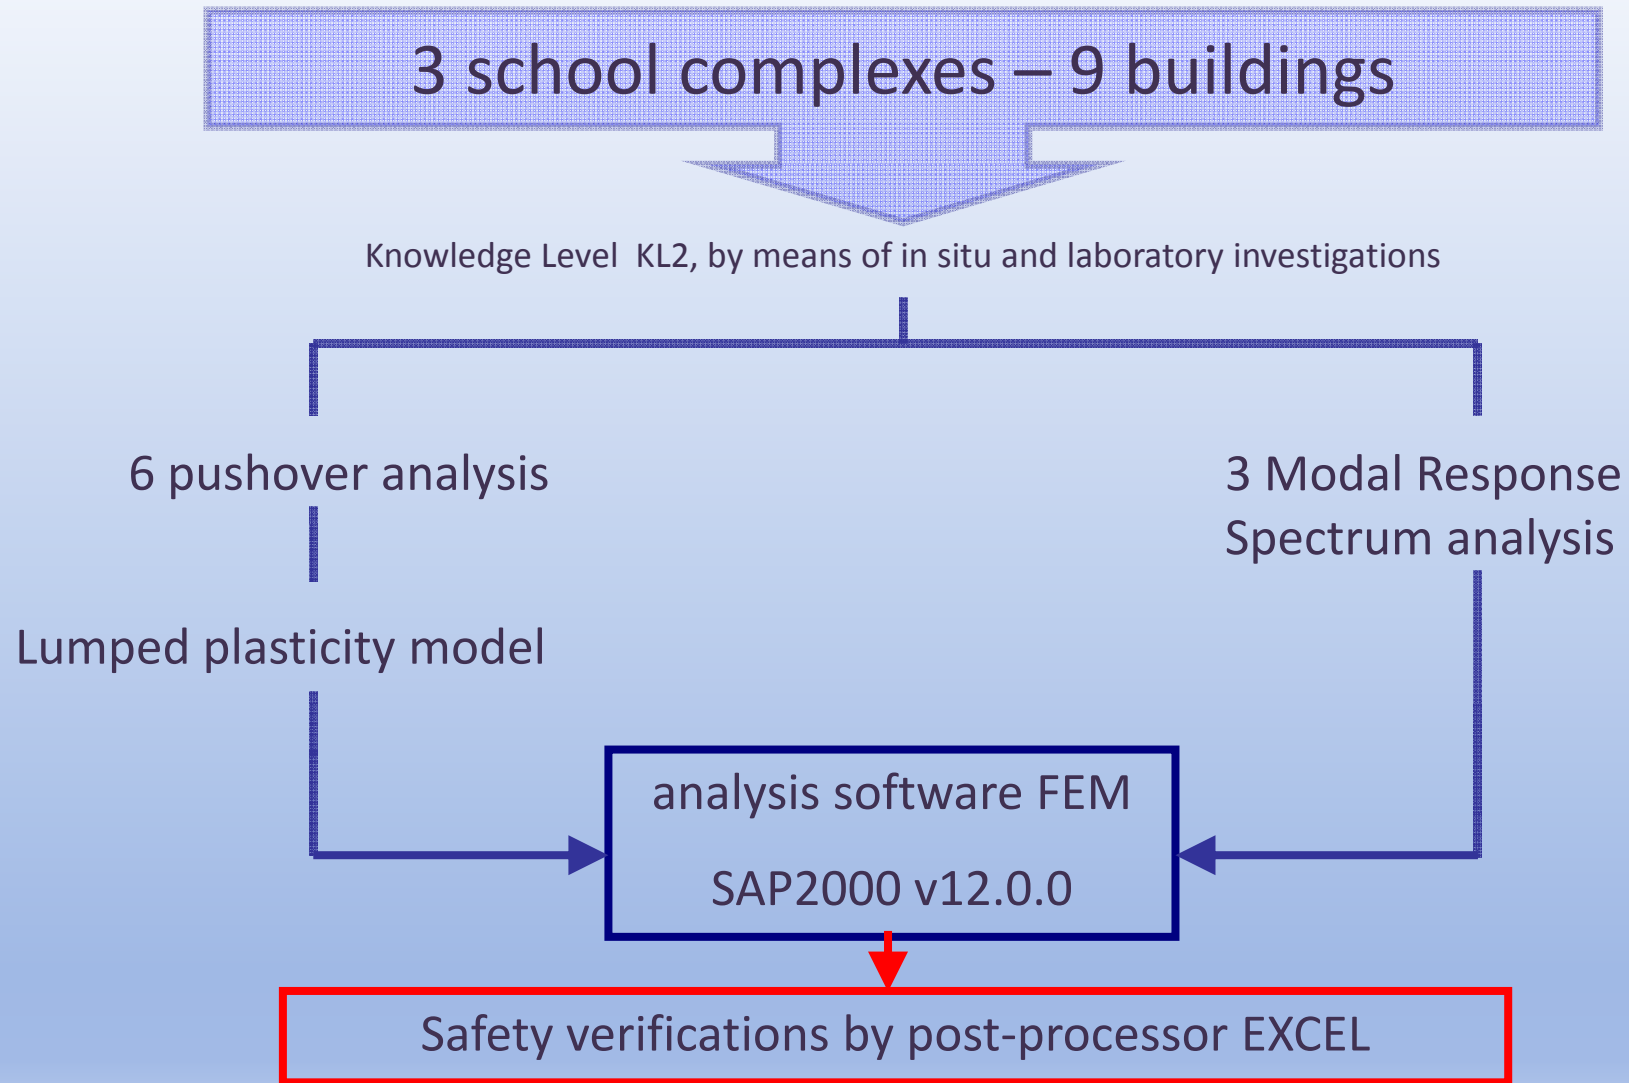 3 school complexes – 9 buildings
Knowledge Level KL2, by means of in situ and laboratory investigations
6 pushover analysis
3 Modal Response
Spectrum analysis
Lumped plasticity model
analysis software FEM
SAP2000 v12.0.0
Safety verifications by post-processor EXCEL